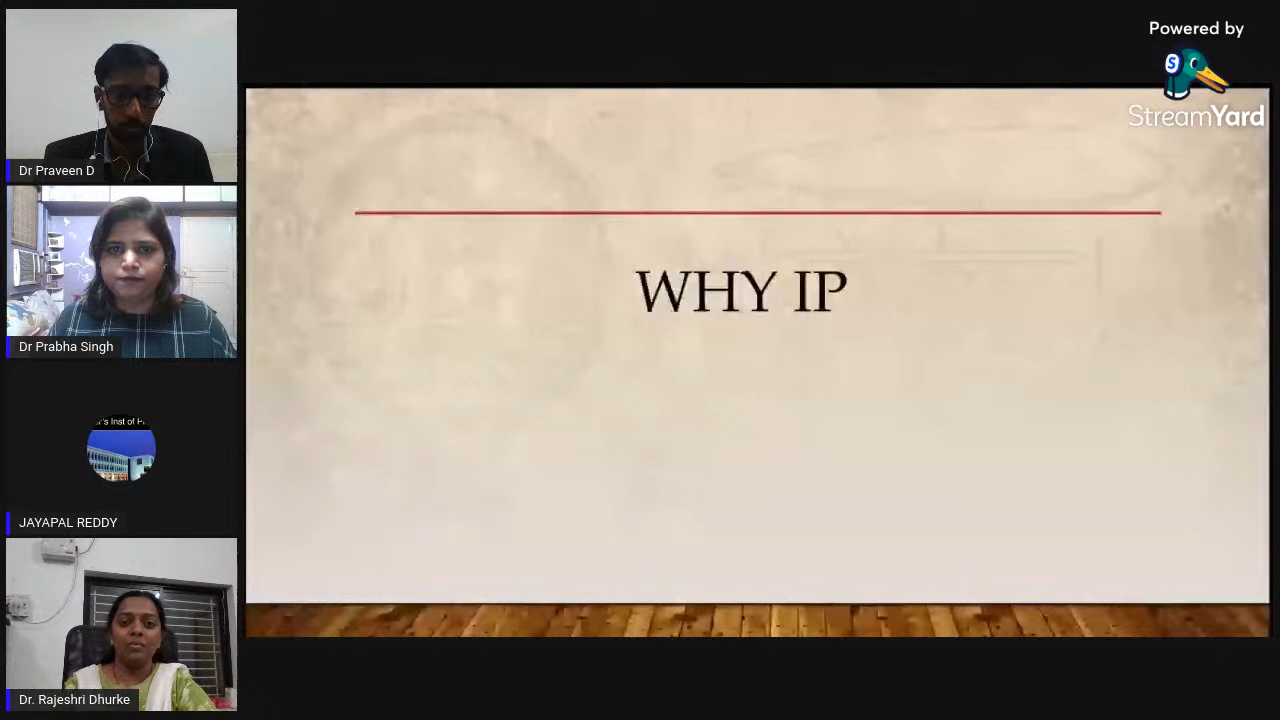 Powered by
S
StreamYard
Dr Praveen D
WHY IP
Dr Prabha Singh
JAYAPAL REDDY
Dr. Rajeshri Dhurke